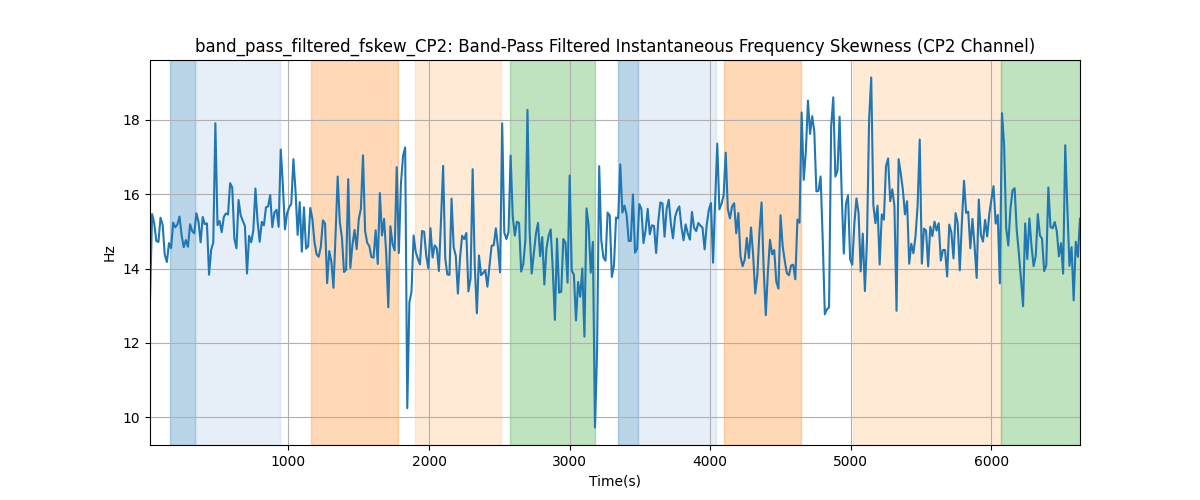 band_pass_filtered_fskew_CP2: Band-Pass Filtered Instantaneous Frequency Skewness (CP2 Channel)
18
16
14
12
10
Hz
1000 2000 3000 4000 5000 6000
Time(s)